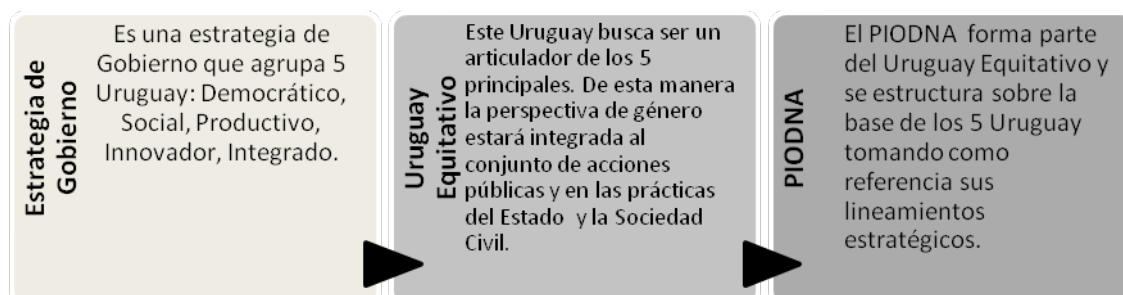 Estrategia de
Gobierno
Es una estrategia de
Gobierno que agrupa 5
Uruguay: Democrático,
Social, Productivo,
Innovador, Integrado.
Uruguay
Equitativo
Este Uruguay busca ser un
articulador de los 5
principales. De esta manera
la perspectiva de género
estará integrada al
conjunto de acciones
públicas y en las prácticas
del Estado y la Sociedad
Civil.
PIODNA
El PIODNA forma parte
del Uruguay Equitativo y
se estructura sobre la
base de los 5 Uruguay
tomando como
referencia sus
lineamientos
estratégicos.